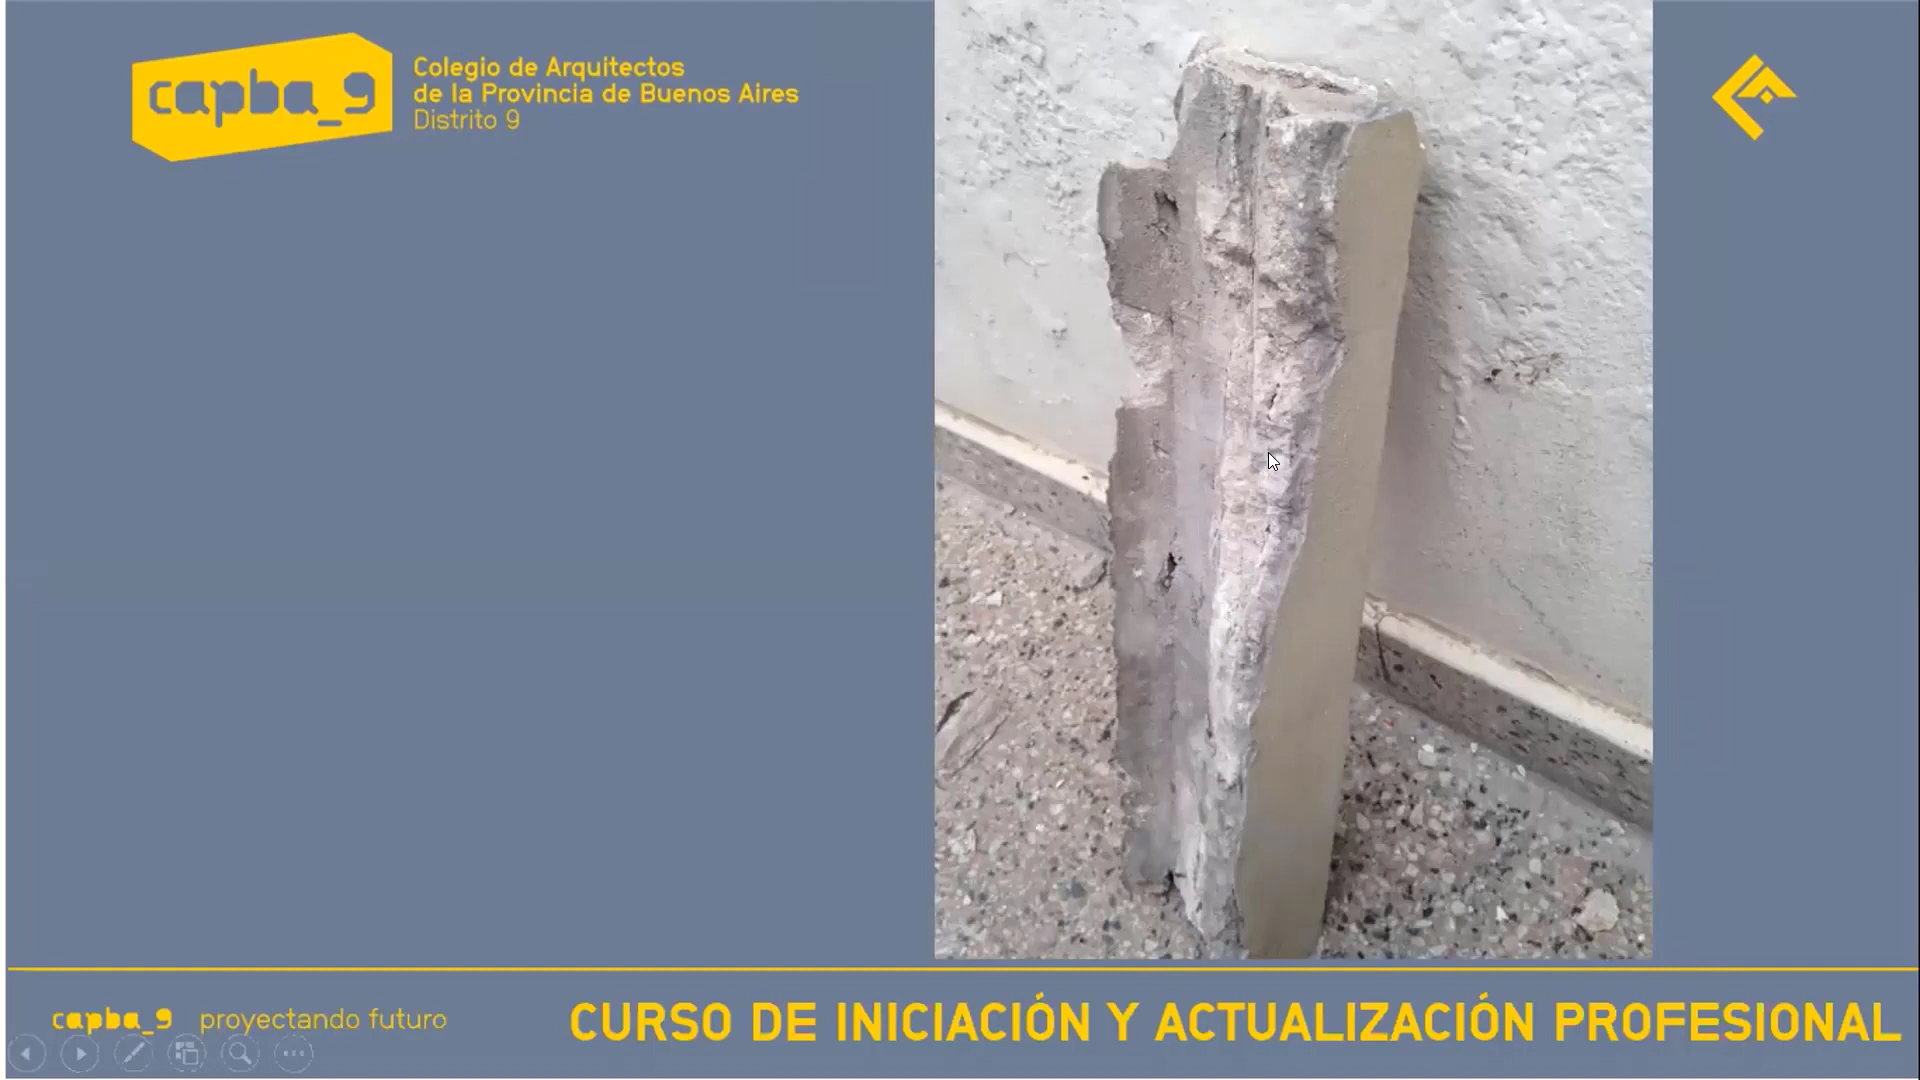 capba_9
Colegio de Arquitectos
de la Provincia de Buenos Aires
Distrito 9
capba_9 proyectando futuro
CURSO DE INICIACIÓN Y ACTUALIZACIÓN PROFESIONAL